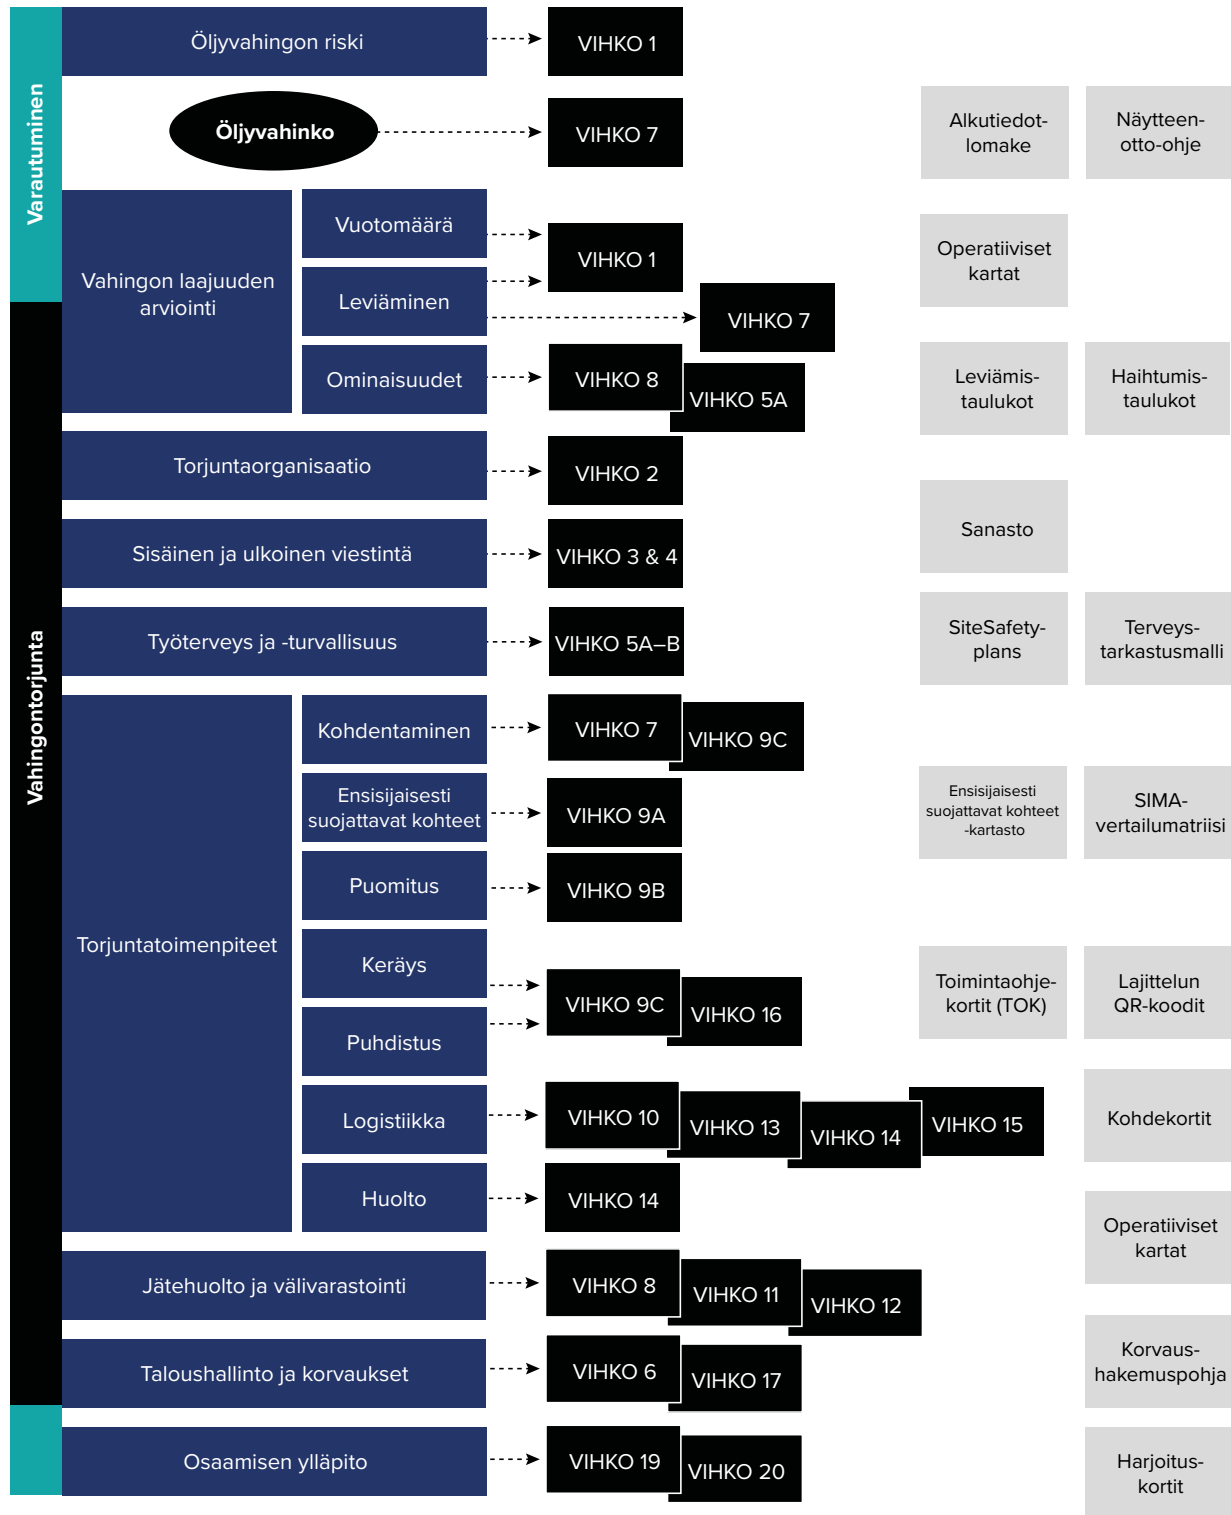 Varautuminen
Öljyvahingon riski
VIHKO 1
Öljyvahinko
VIHKO 7
Alkutiedot-
lomake
Näytteen-
otto-ohje
Vahingon laajuuden
arviointi
Vuotomäärä
VIHKO 1
Operatiiviset
kartat
Leviäminen
VIHKO 7
Ominaisuudet
VIHKO 8
VIHKO 5A
Leviämis-
taulukot
Haihtumis-
taulukot
Vahingontorjunta
Torjuntaorganisaatio
VIHKO 2
Sanasto
Sisäinen ja ulkoinen viestintä
VIHKO 3 & 4
Työterveys ja -turvallisuus
VIHKO 5A–B
SiteSafety-
plans
Terveys-
tarkastusmalli
Torjuntatoimenpiteet
Kohdentaminen
VIHKO 7
VIHKO 9C
Ensisijaisesti
suojattavat kohteet
VIHKO 9A
Ensisijaisesti
suojattavat kohteet
-kartasto
SIMA-
vertailumatriisi
Puomitus
VIHKO 9B
Keräys
VIHKO 9C
VIHKO 16
Toimintaohje-
kortit (TOK)
Lajittelun
QR-koodit
Puhdistus
Logistiikka
VIHKO 10
VIHKO 13
VIHKO 14
VIHKO 15
Kohdekortit
Huolto
VIHKO 14
Operatiiviset
kartat
Jätehuolto ja välivarastointi
VIHKO 8
VIHKO 11
VIHKO 12
Taloushallinto ja korvaukset
VIHKO 6
VIHKO 17
Korvaus-
hakemuspohja
Osaamisen ylläpito
VIHKO 19
VIHKO 20
Harjoitus-
kortit